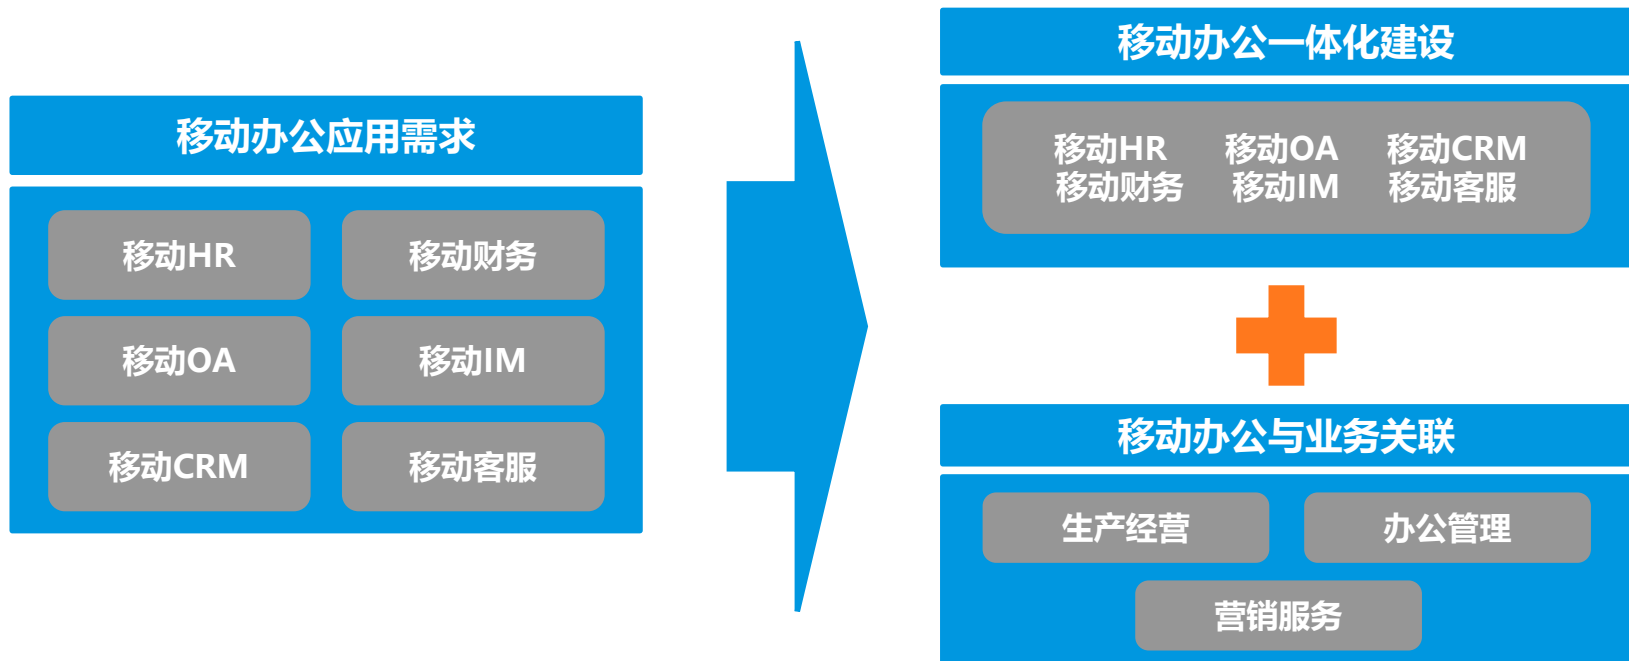 移动办公应用需求
移动HR
移动财务
移动OA
移动IM
移动CRM
移动客服
移动办公一体化建设
移动HR 移动OA 移动CRM
移动财务 移动IM 移动客服
移动办公与业务关联
生产经营
办公管理
营销服务